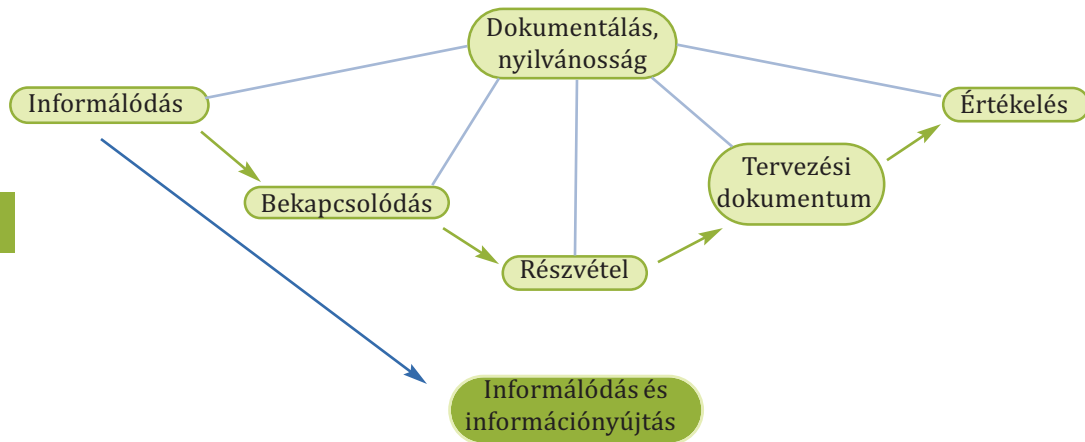 Dokumentálás,
nyilvánosság
Informálódás
Értékelés
Tervezési
dokumentum
Bekapcsolódás
Részvétel
Informálódás és
információnyújtás